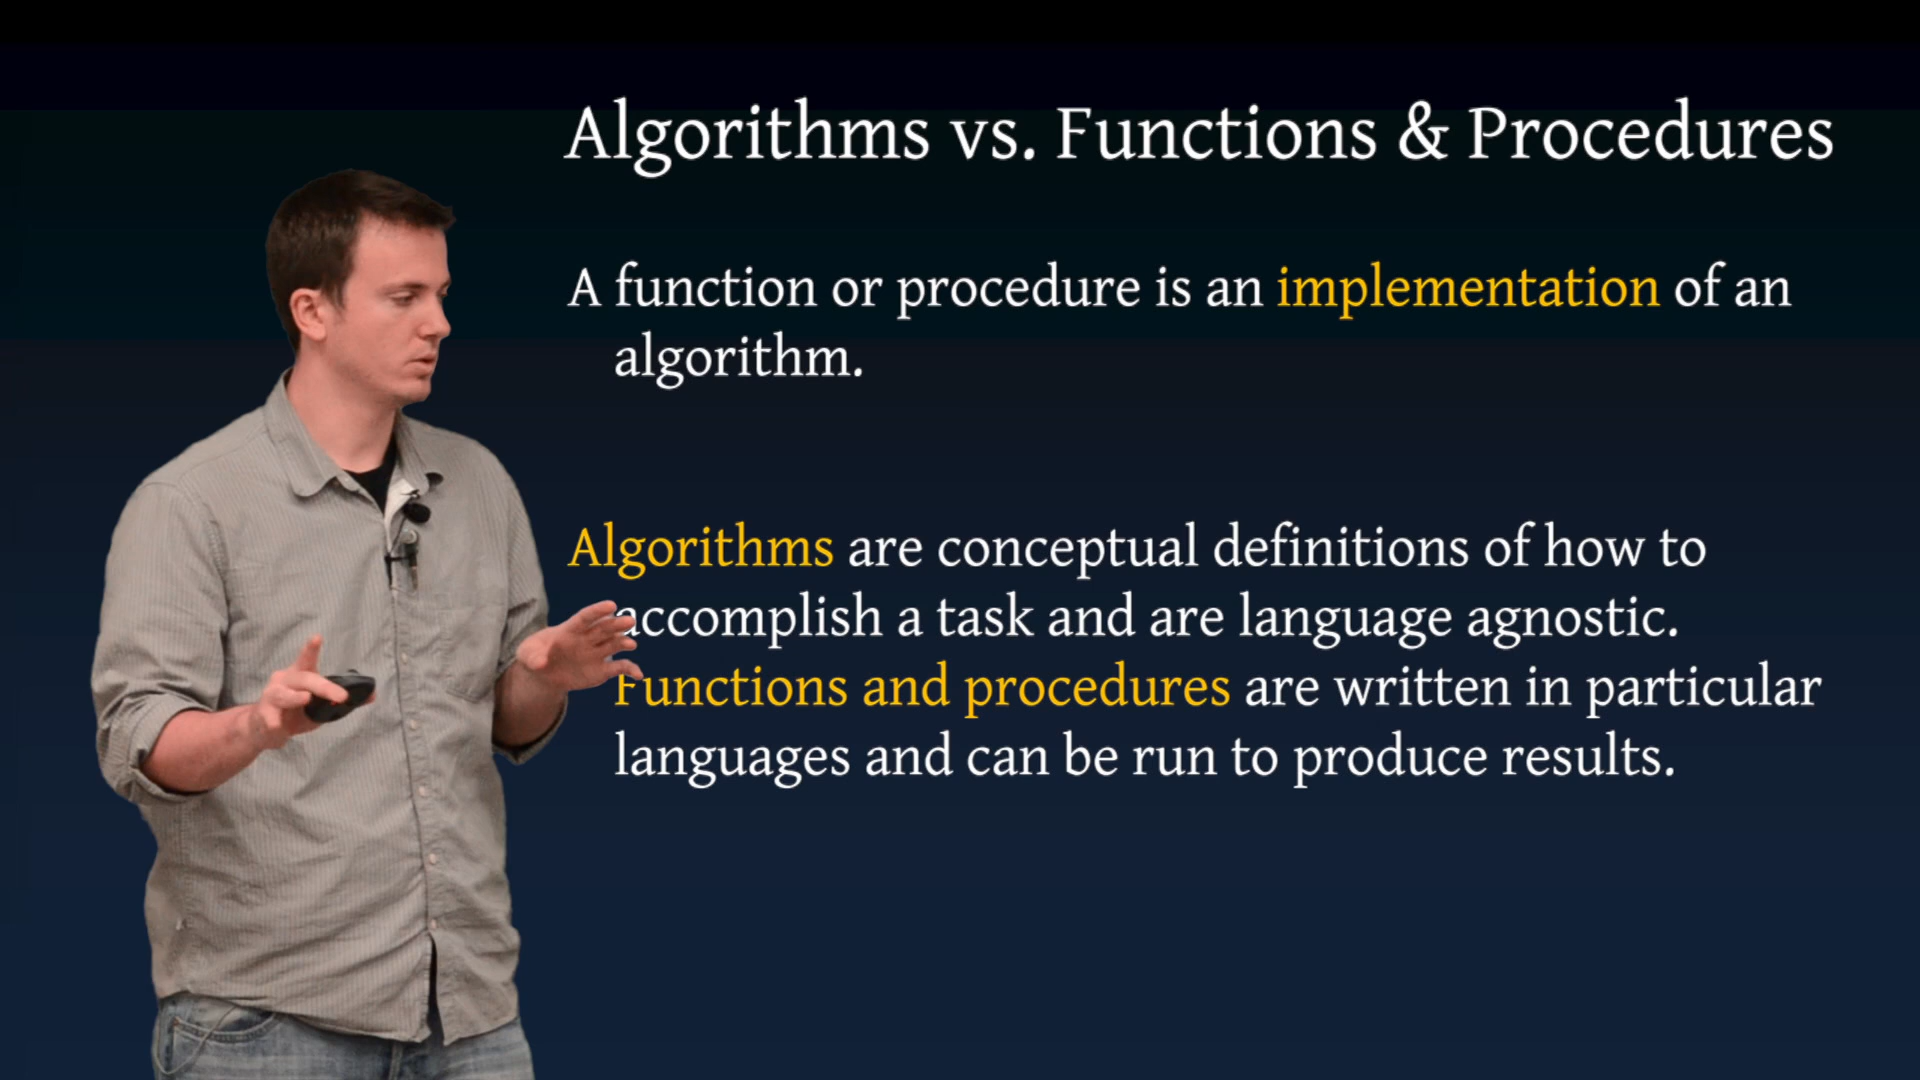 Algorithms vs. Functions & Procedures
A function or procedure is an implementation of an
algorithm.
Algorithms are conceptual definitions of how to
accomplish a task and are language agnostic.
Functions and procedures are written in particular
languages and can be run to produce results.